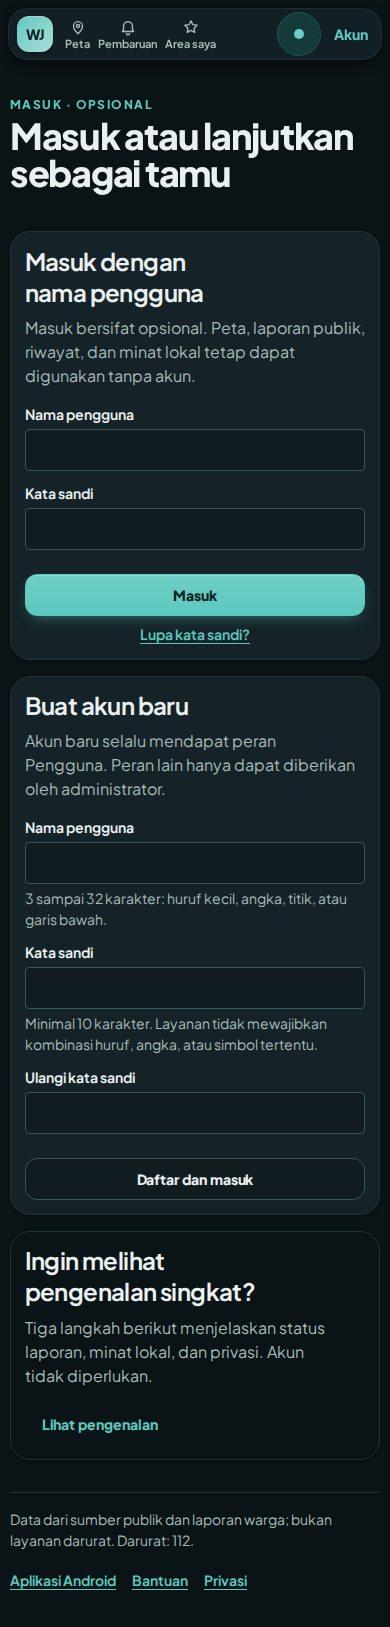 WJ
Peta
Pembaruan
Area saya
Akun
MASUK · OPSIONAL
Masuk atau lanjutkan
sebagai tamu
Masuk dengan
nama pengguna
Masuk bersifat opsional. Peta, laporan publik,
riwayat, dan minat lokal tetap dapat
digunakan tanpa akun.
Nama pengguna
Kata sandi
Masuk
Lupa kata sandi?
Buat akun baru
Akun baru selalu mendapat peran
Pengguna. Peran lain hanya dapat diberikan
oleh administrator.
Nama pengguna
3 sampai 32 karakter: huruf kecil, angka, titik, atau
garis bawah.
Kata sandi
Minimal 10 karakter. Layanan tidak mewajibkan
kombinasi huruf, angka, atau simbol tertentu.
Ulangi kata sandi
Daftar dan masuk
Ingin melihat
pengenalan singkat?
Tiga langkah berikut menjelaskan status
laporan, minat lokal, dan privasi. Akun
tidak diperlukan.
Lihat pengenalan
Data dari sumber publik dan laporan warga; bukan
layanan darurat. Darurat: 112.
Aplikasi Android
Bantuan
Privasi